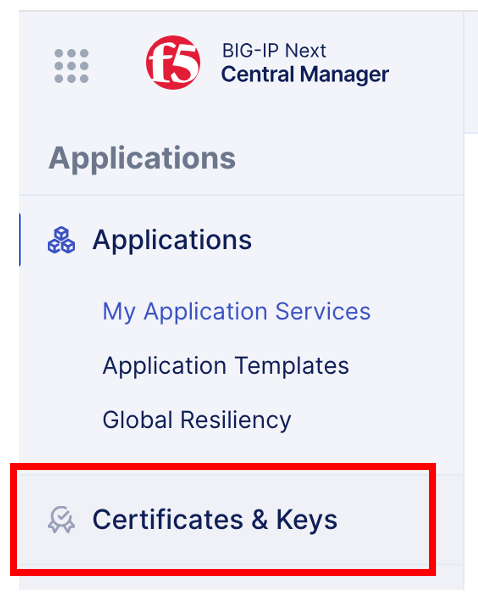 f5
BIG-IP Next
Central Manager
Applications
Applications
My Application Services
Application Templates
Global Resiliency
Certificates & Keys